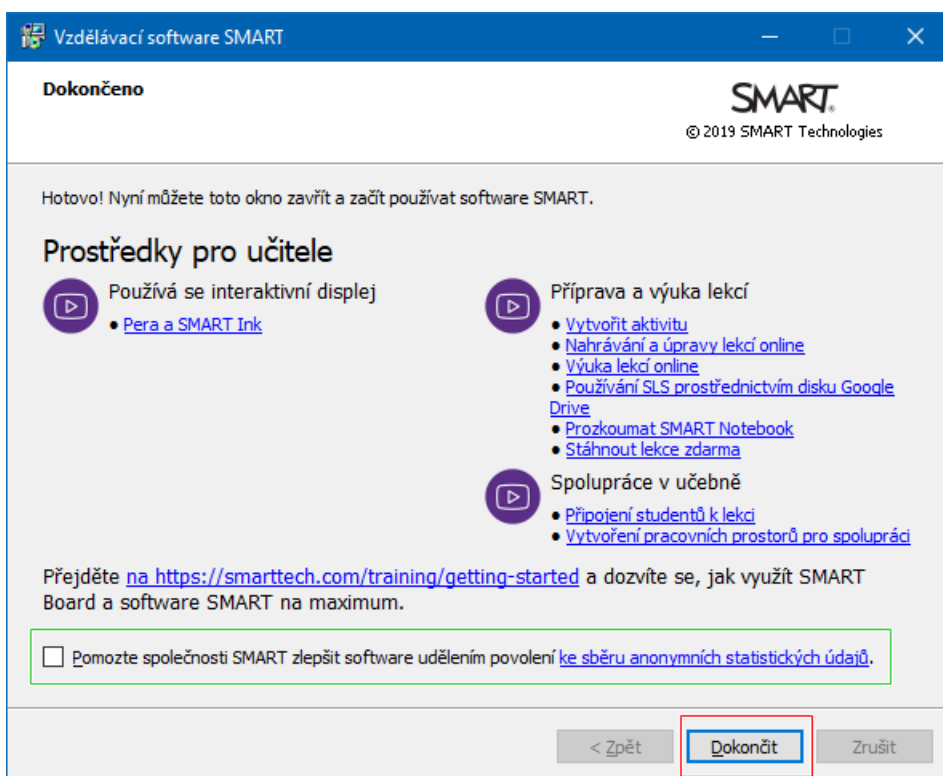 Vzdělávací software SMART
Dokončeno
SMART®
© 2019 SMART Technologies
Hotovo! Nyní můžete toto okno zavřít a začít používat software SMART.
Prostředky pro učitele
Používá se interaktivní displej
• Pera a SMART Ink
Příprava a výuka lekcí
• Vytvořit aktivitu
• Nahrávání a úpravy lekcí online
• Výuka lekcí online
• Používání SLS prostřednictvím disku Google
Drive
• Prozkoumat SMART Notebook
• Stáhnout lekce zdarma
Spolupráce v učebně
• Připojení studentů k lekci
• Vytvoření pracovních prostorů pro spolupráci
Přejděte na https://smarttech.com/training/getting-started a dozvíte se, jak využít SMART
Board a software SMART na maximum.
Pomozte společnosti SMART zlepšit software udělením povolení ke sběru anonymních statistických údajů.
< Zpět
Dokončit
Zrušit